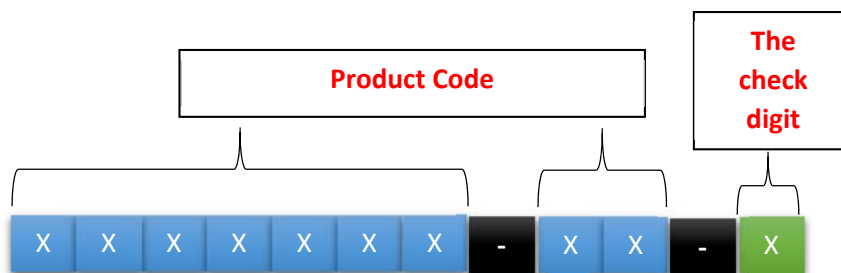 Product Code
The
check
digit
X X X X X X X - X X - X